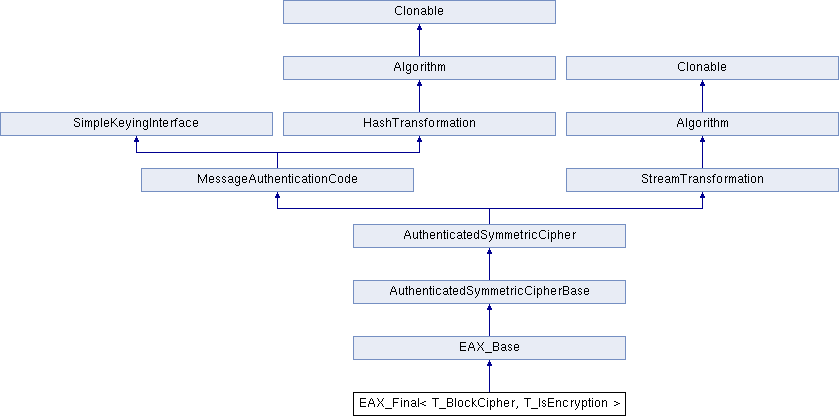 Clonable
Algorithm
Clonable
SimpleKeyingInterface
HashTransformation
Algorithm
MessageAuthenticationCode
StreamTransformation
AuthenticatedSymmetricCipher
AuthenticatedSymmetricCipherBase
EAX_Base
EAX_Final< T_BlockCipher, T_IsEncryption >